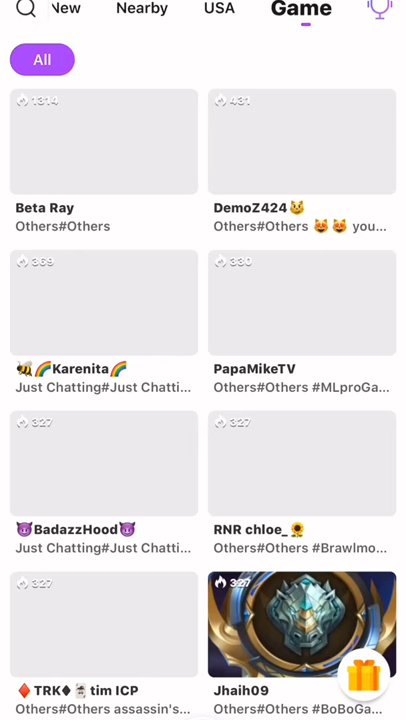 New Nearby USA Game
All
1314 431
Beta Ray DemoZ424😼
Others#Others Others#Others 😻 😻 you...
369 330
🐝🌈Karenita🌈 PapaMikeTV
Just Chatting#Just Chatti... Others#Others #MLproGa...
327 327
😈BadazzHood😈 RNR chloe_🌻
Just Chatting#Just Chatti... Others#Others #Brawlmo...
327 327
♦️TRK♦🃏tim ICP Jhaih09
Others#Others assassin's... Others#Others #BoBoGa...